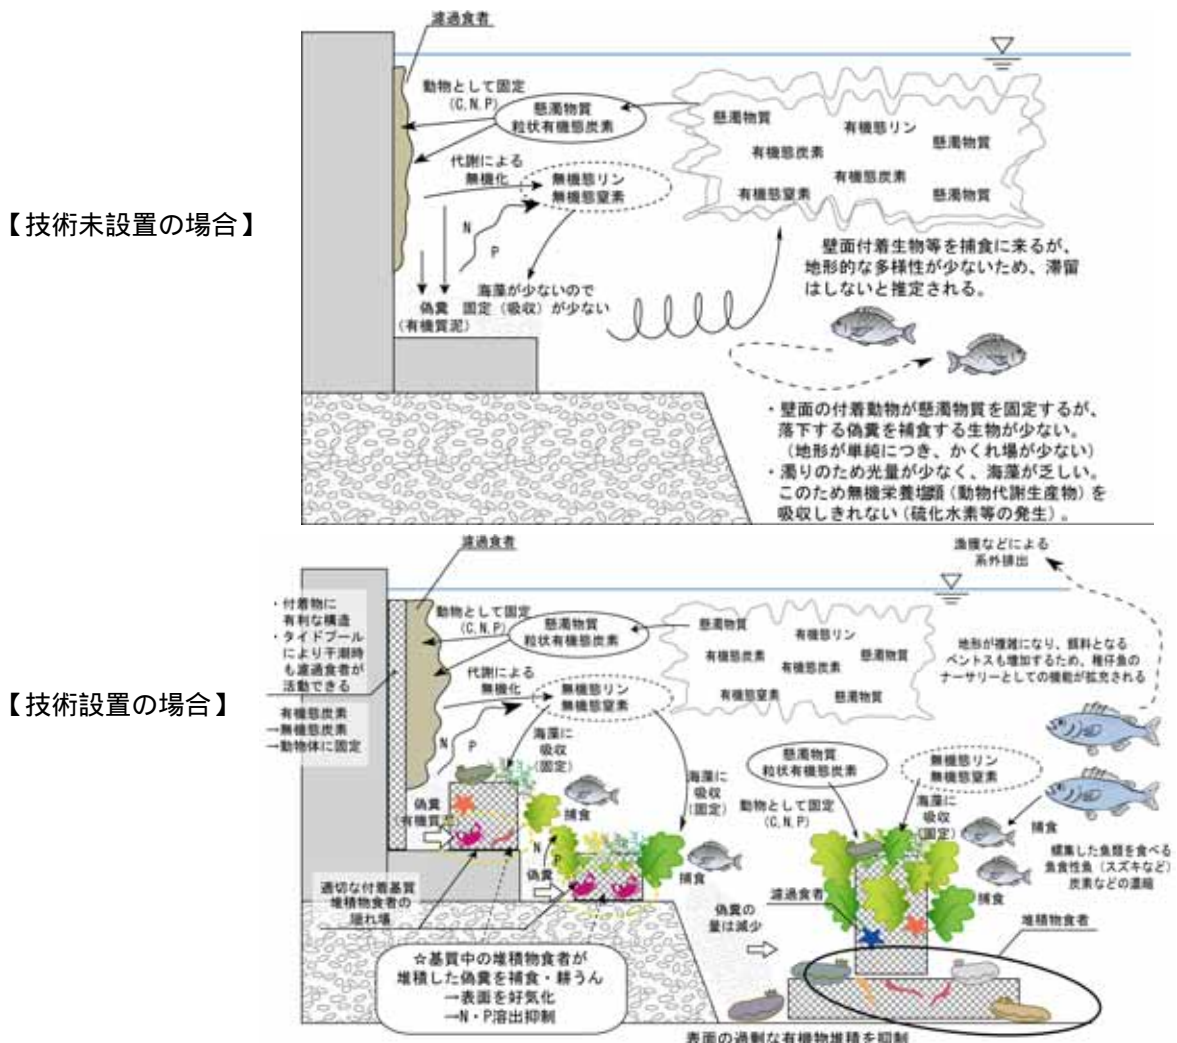 濾過食者
動物として固定
(C,N,P)
懸濁物質
粒状有機態炭素
懸濁物質
有機態リン
懸濁物質
有機態炭素
有機態炭素
有機態窒素
懸濁物質
代謝による
無機化
無機態リン
無機態窒素
【技術未設置の場合】
N
P
壁面付着生物等を捕食に来るが、
地形的な多様性が少ないため、滞留
はしないと推定される。
海藻が少ないので
固定（吸収）が少ない
偽糞
（有機質泥）
・壁面の付着動物が懸濁物質を固定するが、
落下する偽糞を捕食する生物が少ない。
（地形が単純につき、かくれ場が少ない）
・濁りのため光量が少なく、海藻が乏しい。
このため無機栄養塩類（動物代謝生産物）を
吸収しきれない（硫化水素等の発生）。
濾過食者
漁獲などによる
系外排出
・付着物に
有利な構造
・タイドプール
により干潮時
も濾過食者が
活動できる
動物として固定
(C,N,P)
懸濁物質
粒状有機態炭素
懸濁物質
有機態リン
有機態炭素
有機態炭素
懸濁物質
有機態窒素
懸濁物質
地形が複雑になり、餌料となる
ベントスも増加するため、稚仔魚の
ナーサリーとしての機能が拡充される
代謝による
無機化
無機態リン
無機態窒素
【技術設置の場合】
有機態炭素
→無機態炭素
→動物体に固定
N
P
海藻に
吸収
(固定)
懸濁物質
粒状有機態炭素
無機態リン
無機態窒素
海藻に
吸収
(固定)
動物として固定
(C,N,P)
海藻に
吸収
(固定)
偽糞
(有機質泥)
捕食
捕食
N
P
偽糞
捕食
蝟集した魚類を食べる
魚食性魚（スズキなど）
炭素などの濃縮
適切な付着基質
堆積物食者の
隠れ場
濾過食者
捕食
偽糞の
量は減少
堆積物食者
☆基質中の堆積物食者が
堆積した偽糞を捕食・耕うん
→表面を好気化
→N・P溶出抑制
表面の過剰な有機物堆積を抑制